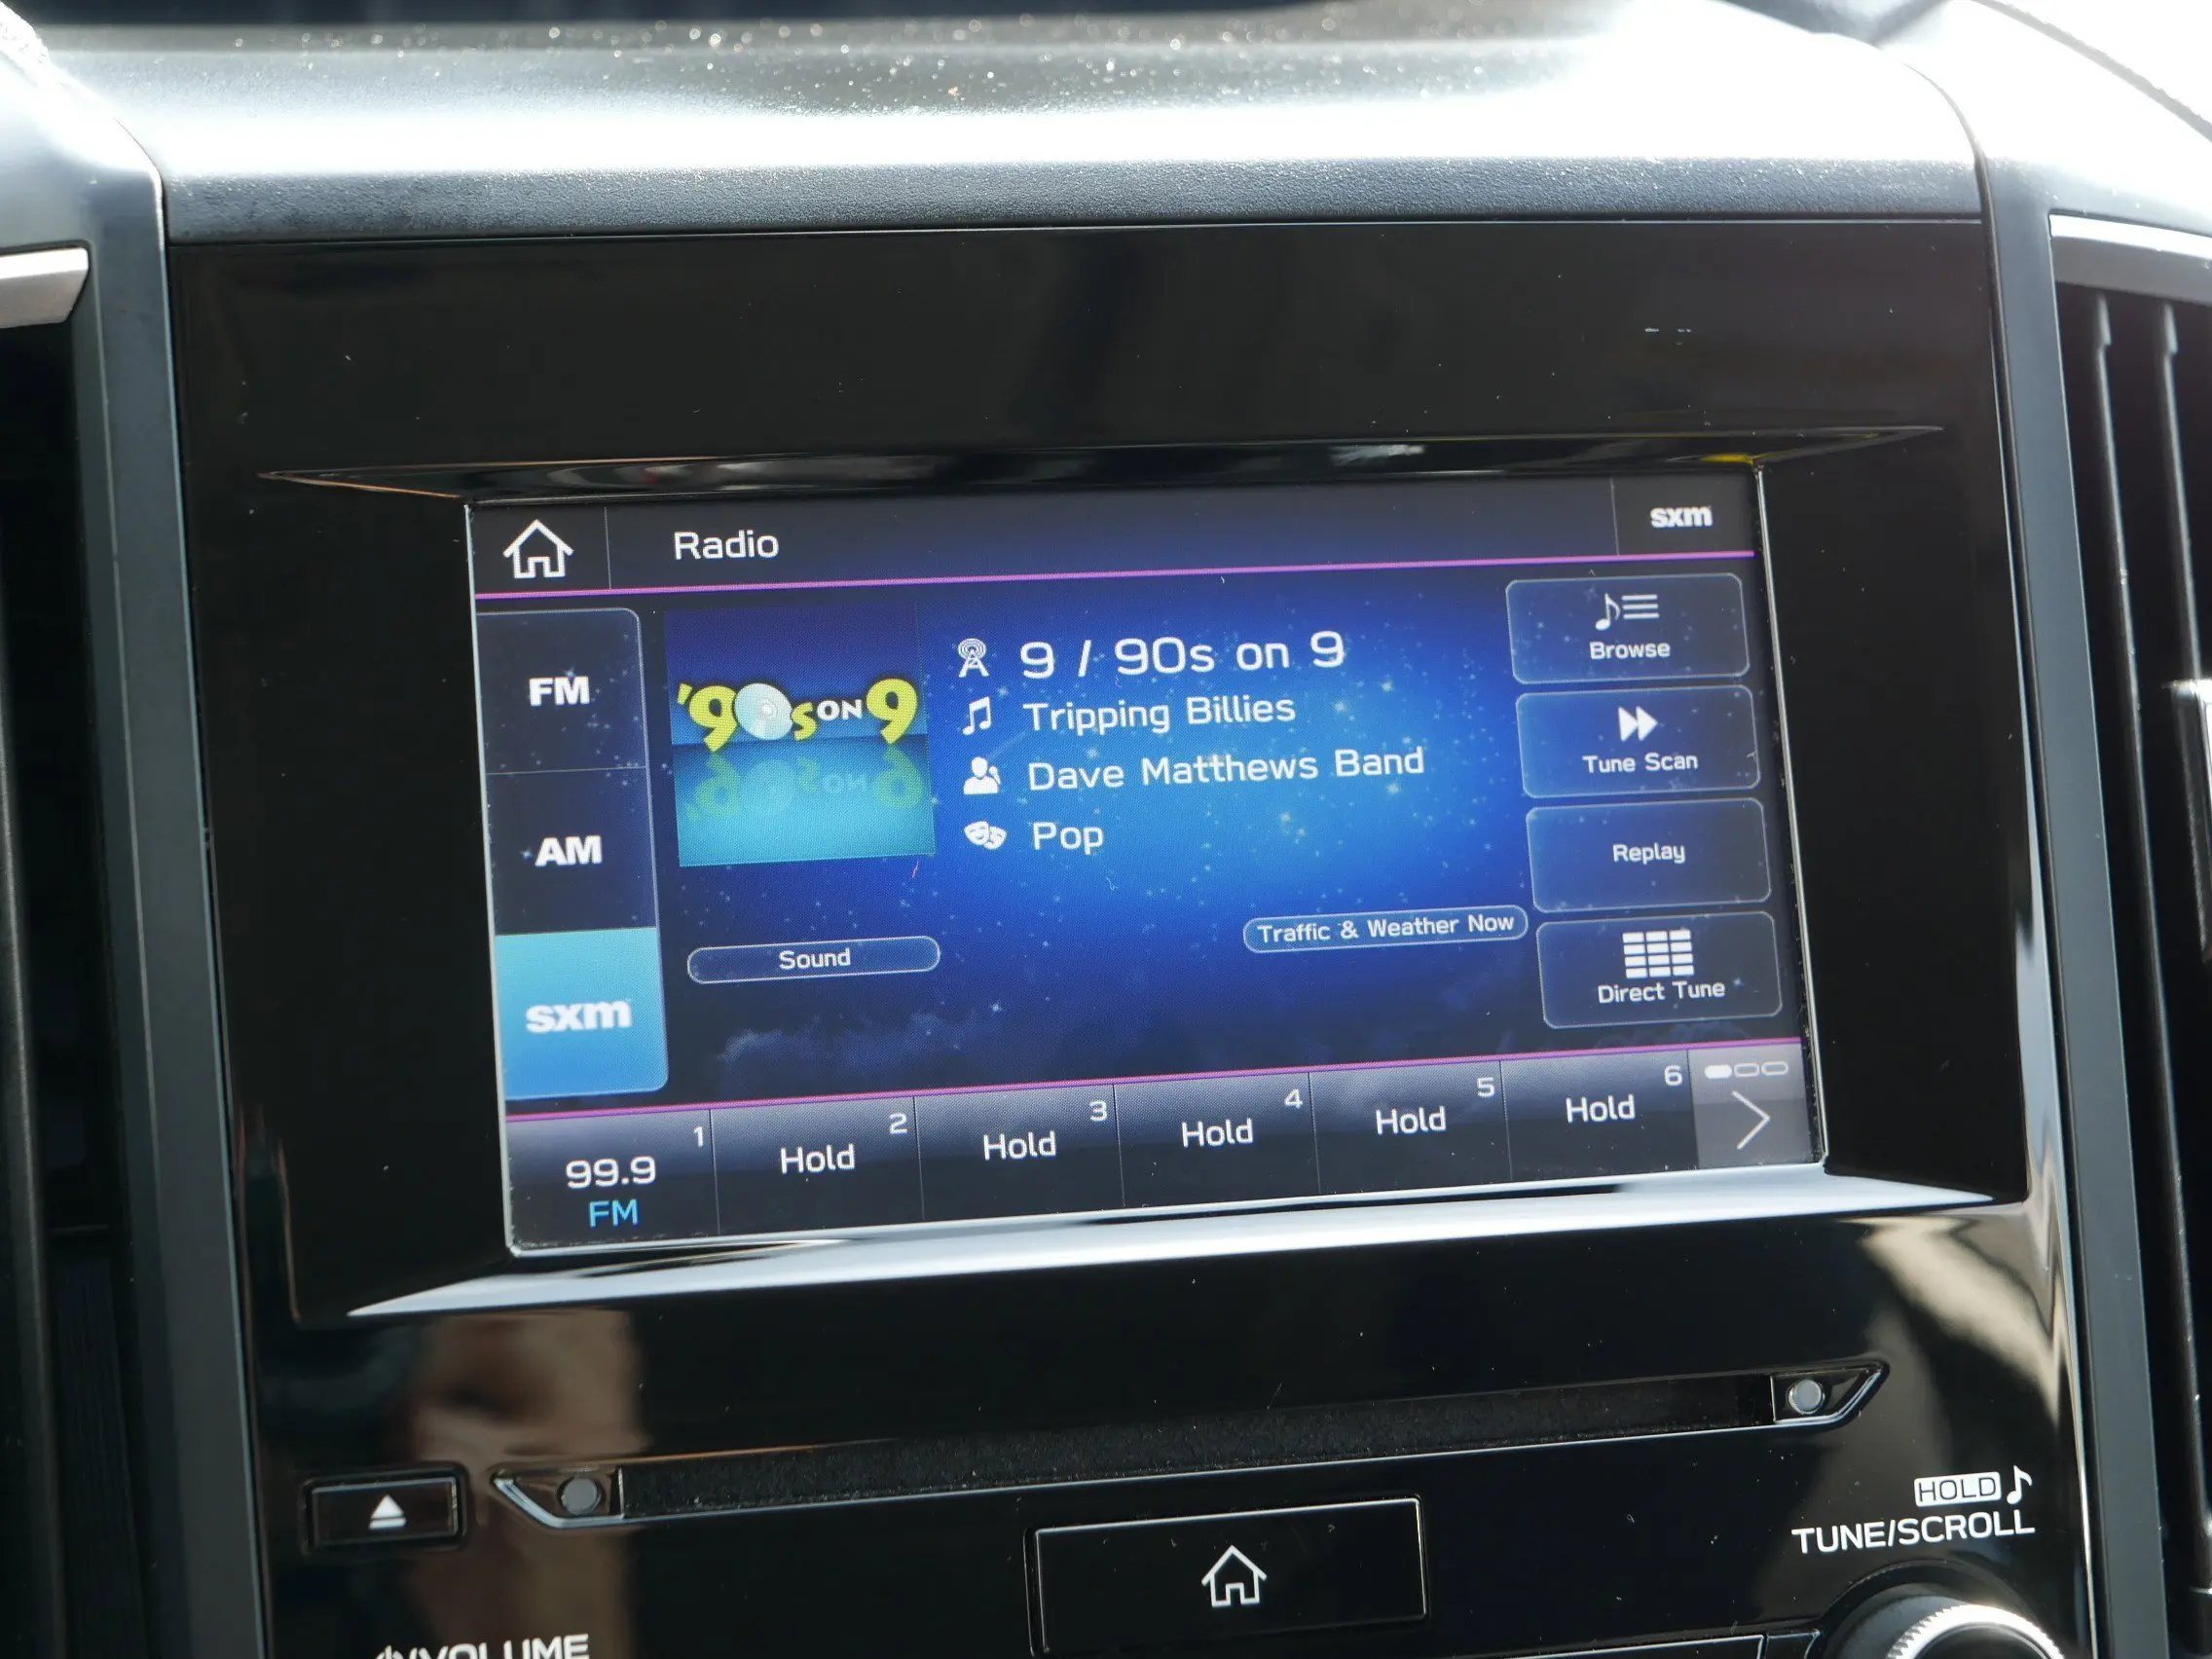 Radio
sxm
FM
AM
sxm
'90s ON 9
9 / 90s on 9
Tripping Billies
Dave Matthews Band
Pop
Sound
Traffic & Weather Now
Browse
Tune Scan
Replay
Direct Tune
1
99.9
FM
2
Hold
3
Hold
4
Hold
5
Hold
6
Hold
HOLD
TUNE/SCROLL
VOLUME